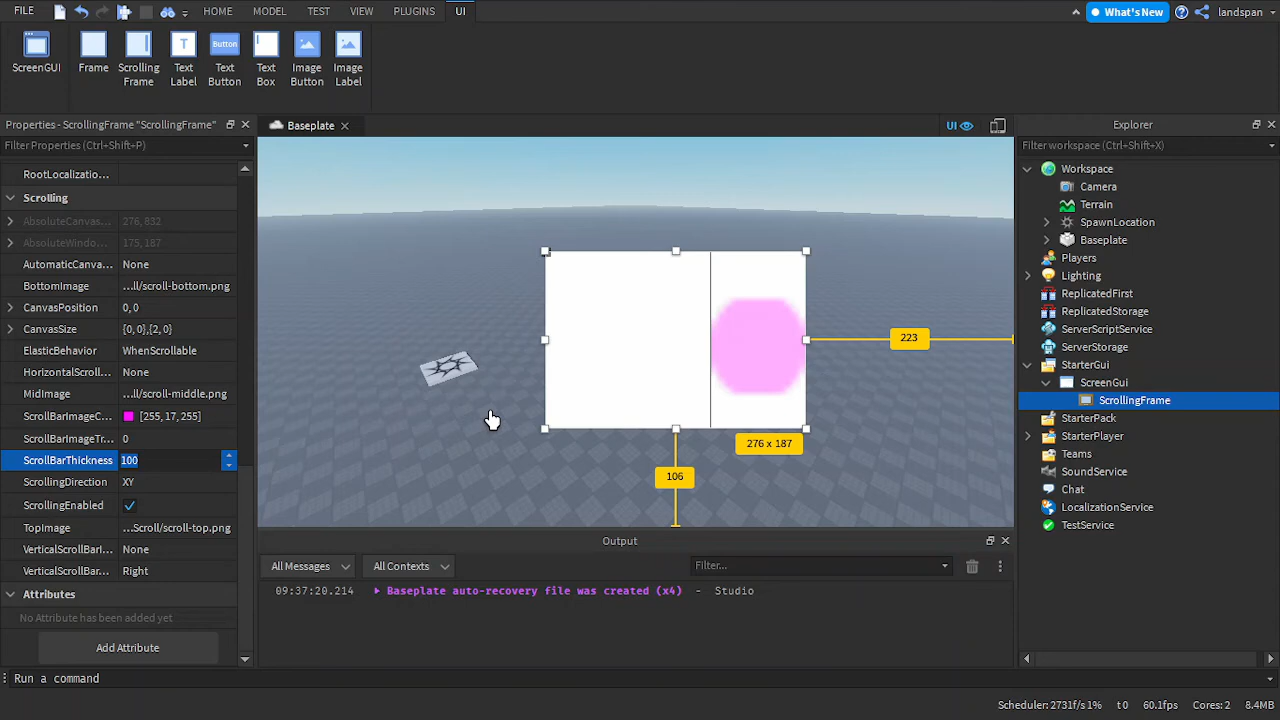 FILE HOME MODEL TEST VIEW PLUGINS UI What's New landspan
ScreenGUI Frame Scrolling Frame Text Label Text Button Button Text Box Image Button Image Label
Properties - ScrollingFrame "ScrollingFrame"
Filter Properties (Ctrl+Shift+P)
RootLocalizatio...
Scrolling
AbsoluteCanva... 276, 832
AbsoluteWindo... 175, 187
AutomaticCanva... None
BottomImage ...ll/scroll-bottom.png
CanvasPosition 0,0
CanvasSize {0, 0},{2, 0}
ElasticBehavior WhenScrollable
HorizontalScroll... None
MidImage ...ll/scroll-middle.png
ScrollBarImageC... [255,17,255]
ScrollBarImageTr... 0
ScrollBarThickness 100
ScrollingDirection XY
ScrollingEnabled
TopImage ...Scroll/scroll-top.png
VerticalScrollBarI... None
VerticalScrollBar... Right
Attributes
No Attribute has been added yet
Add Attribute
Baseplate
UI
223
276 x 187
106
Output
All Messages All Contexts Filter...
09:37:20.214 Baseplate auto-recovery file was created (x4) - Studio
Explorer
Filter workspace (Ctrl+Shift+X)
Workspace
Camera
Terrain
SpawnLocation
Baseplate
Players
Lighting
ReplicatedFirst
ReplicatedStorage
ServerScriptService
ServerStorage
StarterGui
ScreenGui
ScrollingFrame
StarterPack
StarterPlayer
Teams
SoundService
Chat
LocalizationService
TestService
Run a command
Scheduler: 2731f/s1% t0 60.1fps Cores: 2 8.4MB